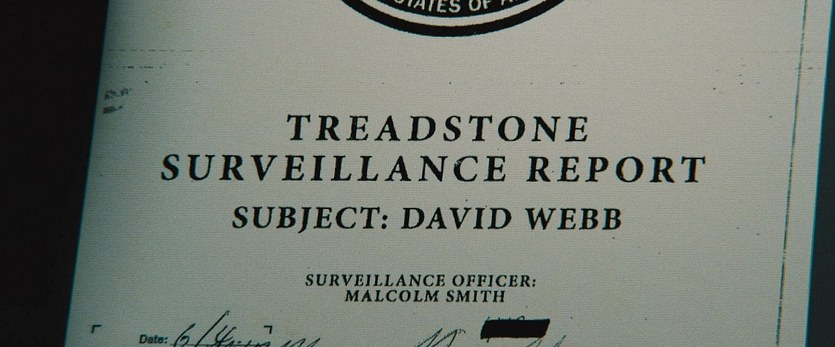 STATES OF
TREADSTONE
SURVEILLANCE REPORT
SUBJECT: DAVID WEBB
SURVEILLANCE OFFICER:
MALCOLM SMITH
Date: